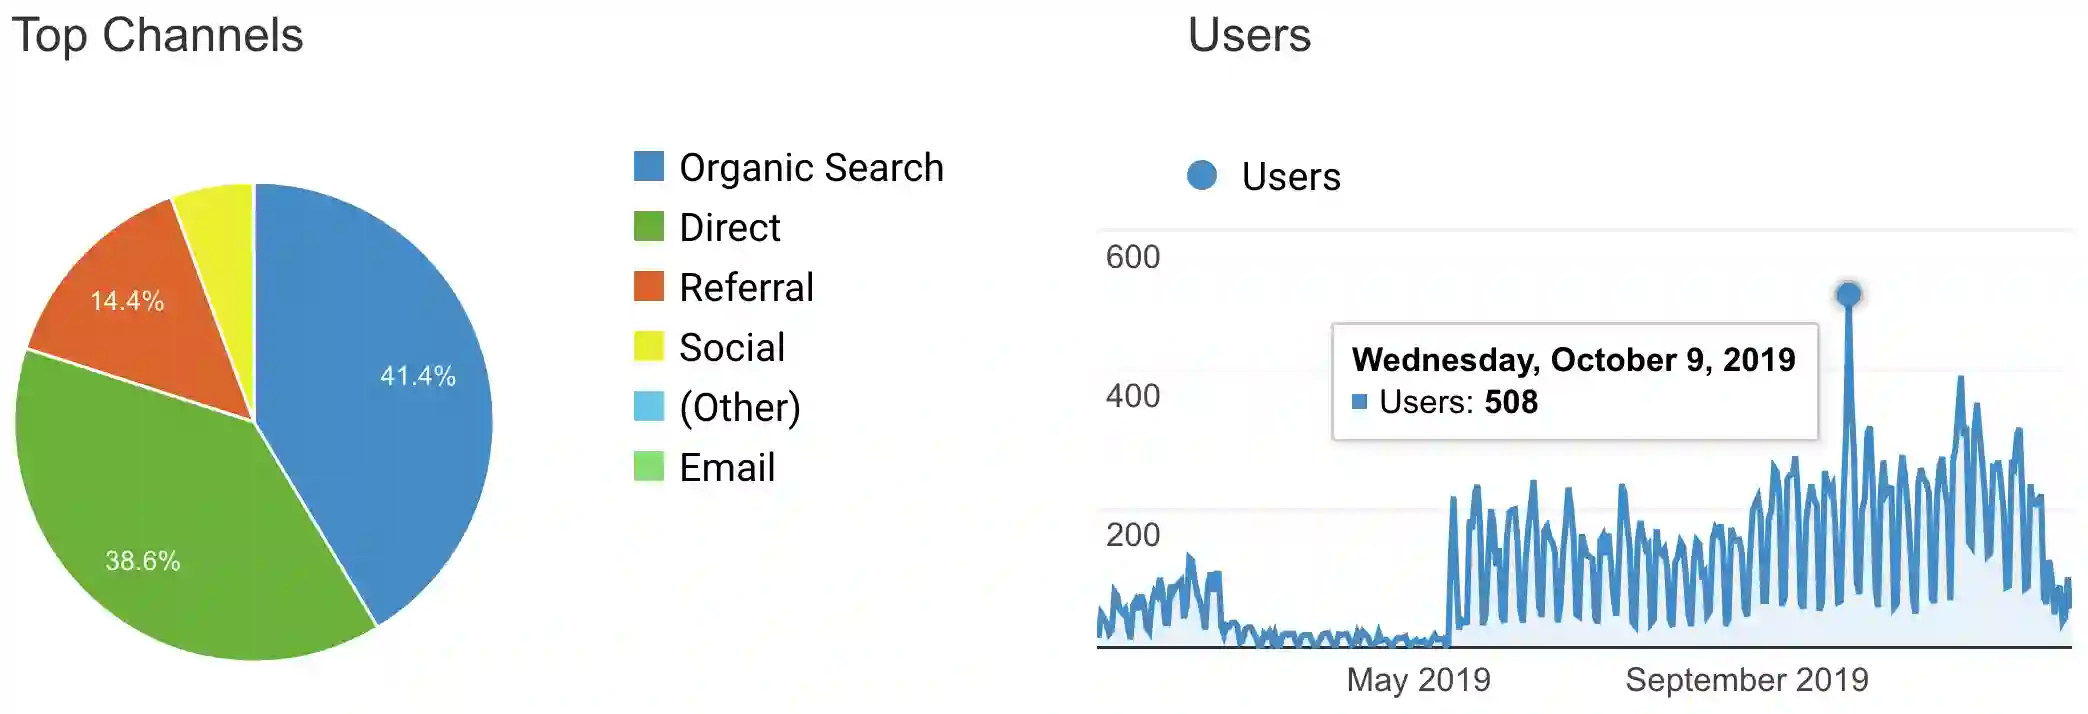 Top Channels
41.4%
38.6%
14.4%
Organic Search
Direct
Referral
Social
(Other)
Email
Users
Users
600
400
200
Wednesday, October 9, 2019
Users: 508
May 2019
September 2019